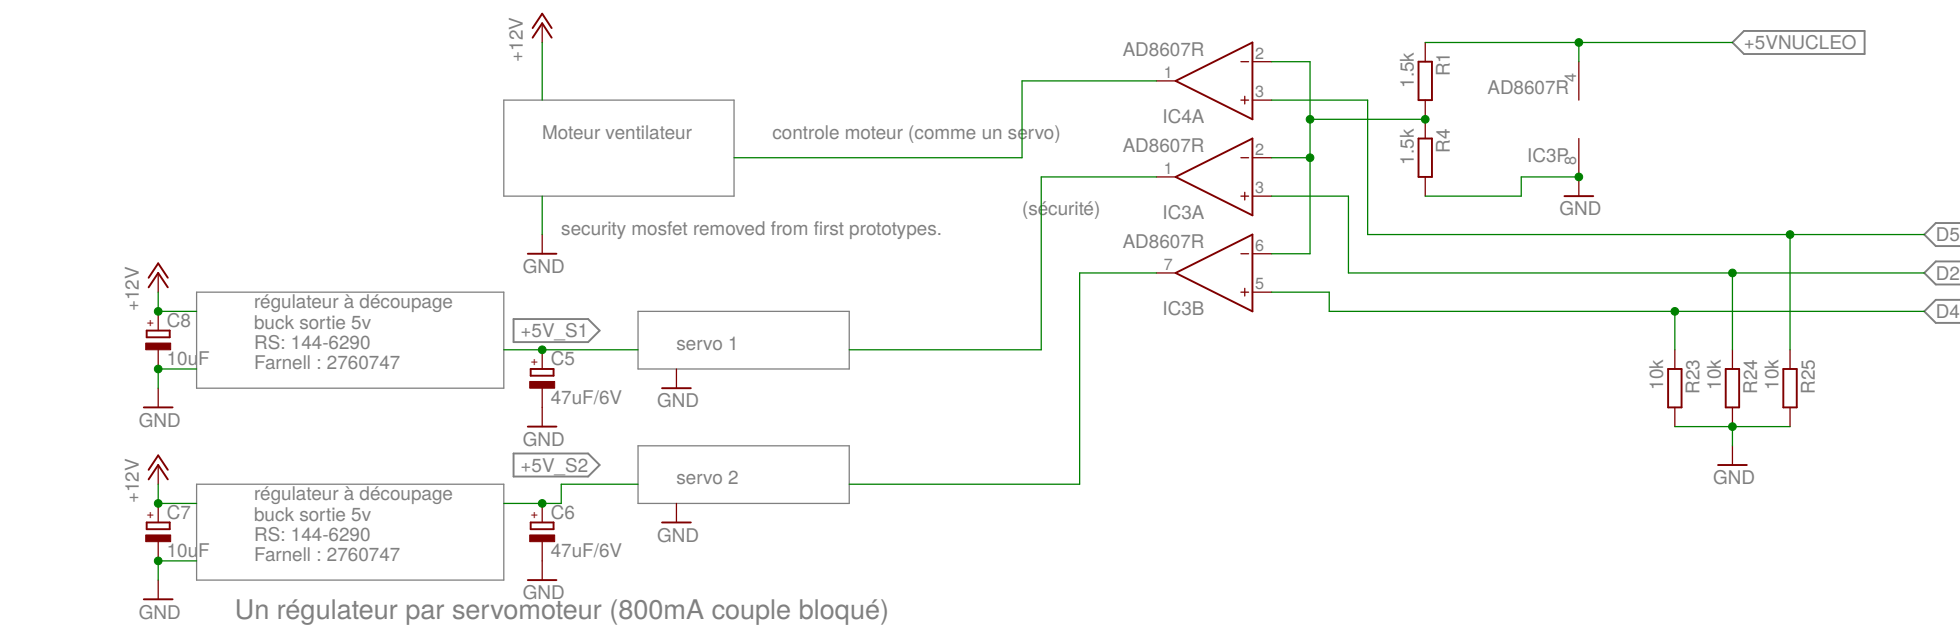 +12V
Moteur ventilateur
controle moteur (comme un servo)
security mosfet removed from first prototypes.
GND
AD8607R
1
2
3
IC4A
AD8607R
1
2
3
IC3A
(sécurité)
AD8607R
7
6
5
IC3B
1.5k
R1
1.5k
R4
AD8607R
4
IC3P
8
GND
+5VNUCLEO
D5
D2
D4
10k
R23
10k
R24
10k
R25
GND
+12V
C8
10uF
GND
régulateur à découpage
buck sortie 5v
RS: 144-6290
Farnell : 2760747
+5V_S1
C5
47uF/6V
GND
servo 1
GND
+12V
C7
10uF
GND
régulateur à découpage
buck sortie 5v
RS: 144-6290
Farnell : 2760747
+5V_S2
C6
47uF/6V
GND
servo 2
GND
Un régulateur par servomoteur (800mA couple bloqué)